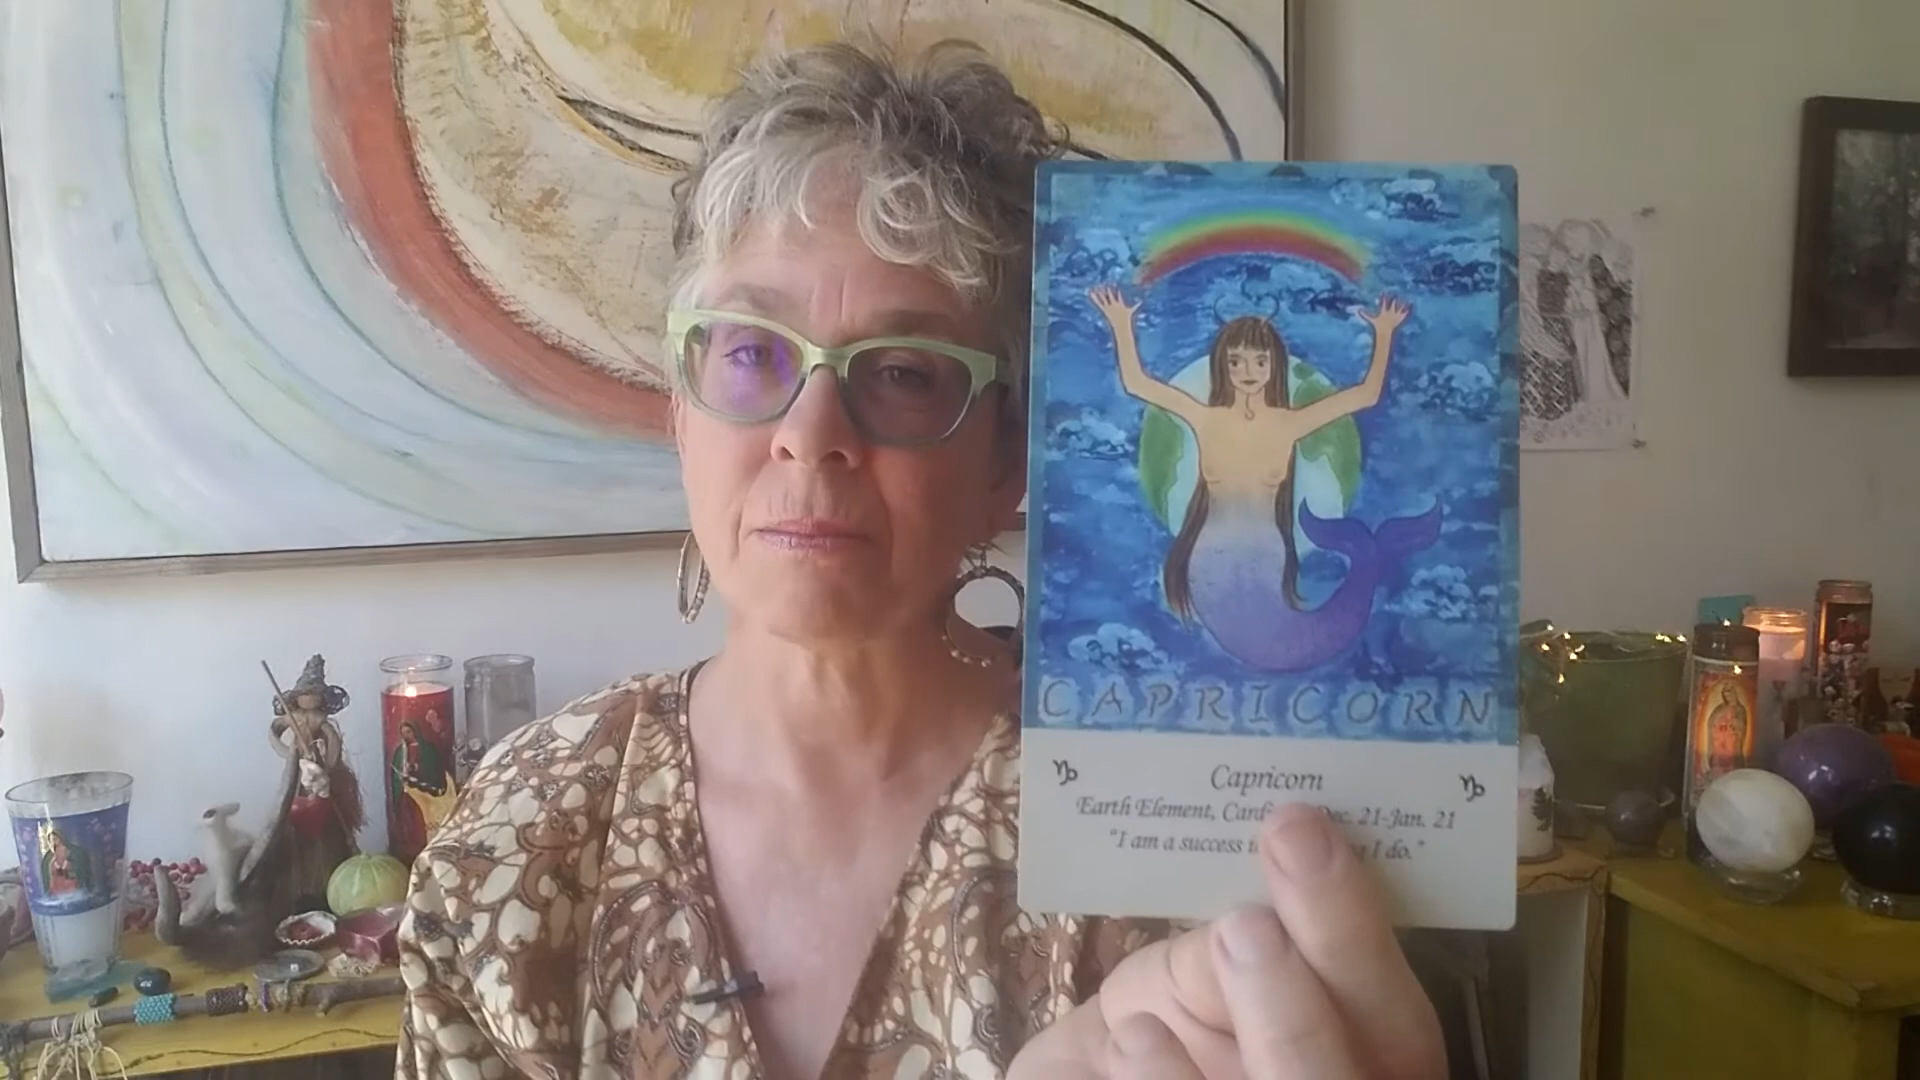 CAPRICORN
♑ Capricorn ♑
Earth Element, Dec. 21-Jan. 21
"I am a success I do."